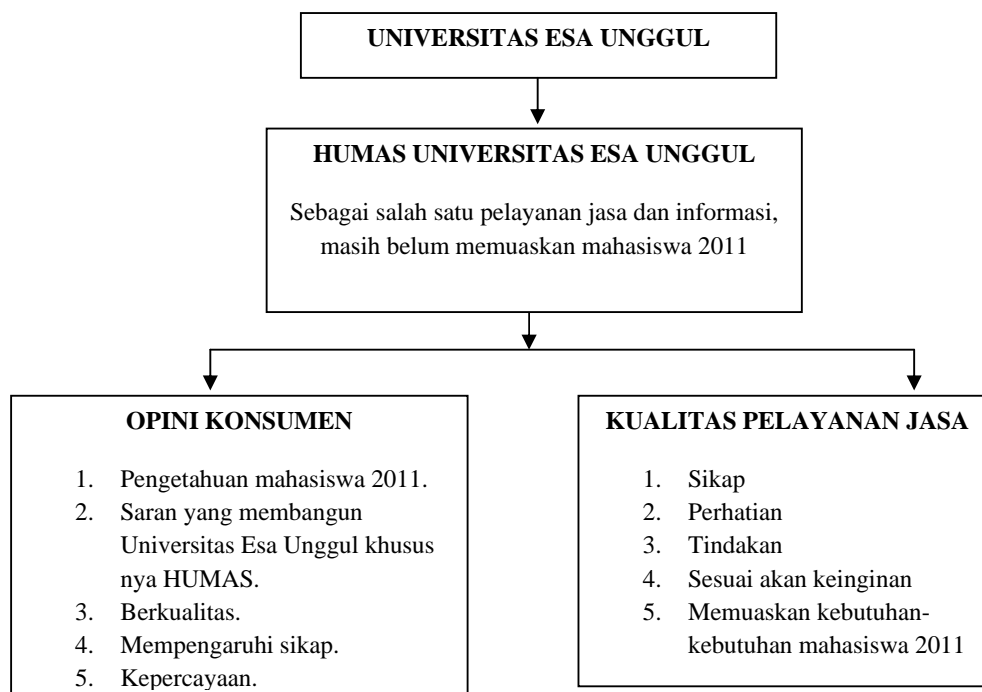 UNIVERSITAS ESA UNGGUL
HUMAS UNIVERSITAS ESA UNGGUL
Sebagai salah satu pelayanan jasa dan informasi,
masih belum memuaskan mahasiswa 2011
OPINI KONSUMEN
1. Pengetahuan mahasiswa 2011.
2. Saran yang membangun
Universitas Esa Unggul khusus
nya HUMAS.
3. Berkualitas.
4. Mempengaruhi sikap.
5. Kepercayaan.
KUALITAS PELAYANAN JASA
1. Sikap
2. Perhatian
3. Tindakan
4. Sesuai akan keinginan
5. Memuaskan kebutuhan-
kebutuhan mahasiswa 2011